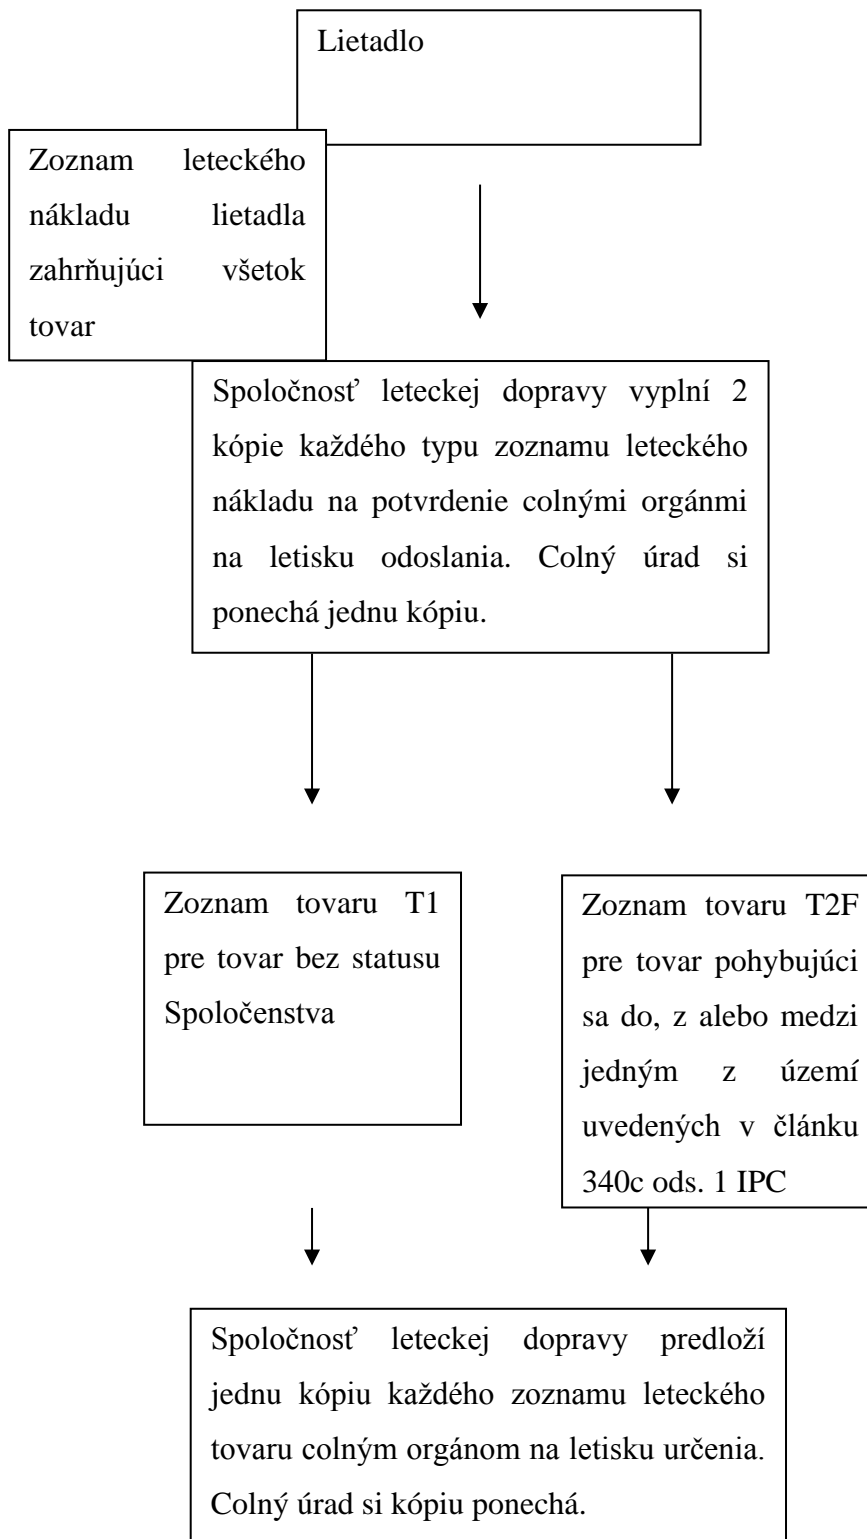 Lietadlo
Zoznam leteckého
nákladu lietadla
zahrňujúci všetok
tovar
Spoločnosť leteckej dopravy vyplní 2
kópie každého typu zoznamu leteckého
nákladu na potvrdenie colnými orgánmi
na letisku odoslania. Colný úrad si
ponechá jednu kópiu.
Zoznam tovaru T1
pre tovar bez statusu
Spoločenstva
Zoznam tovaru T2F
pre tovar pohybujúci
sa do, z alebo medzi
jedným z území
uvedených v článku
340c ods. 1 IPC
Spoločnosť leteckej dopravy predloží
jednu kópiu každého zoznamu leteckého
tovaru colným orgánom na letisku určenia.
Colný úrad si kópiu ponechá.